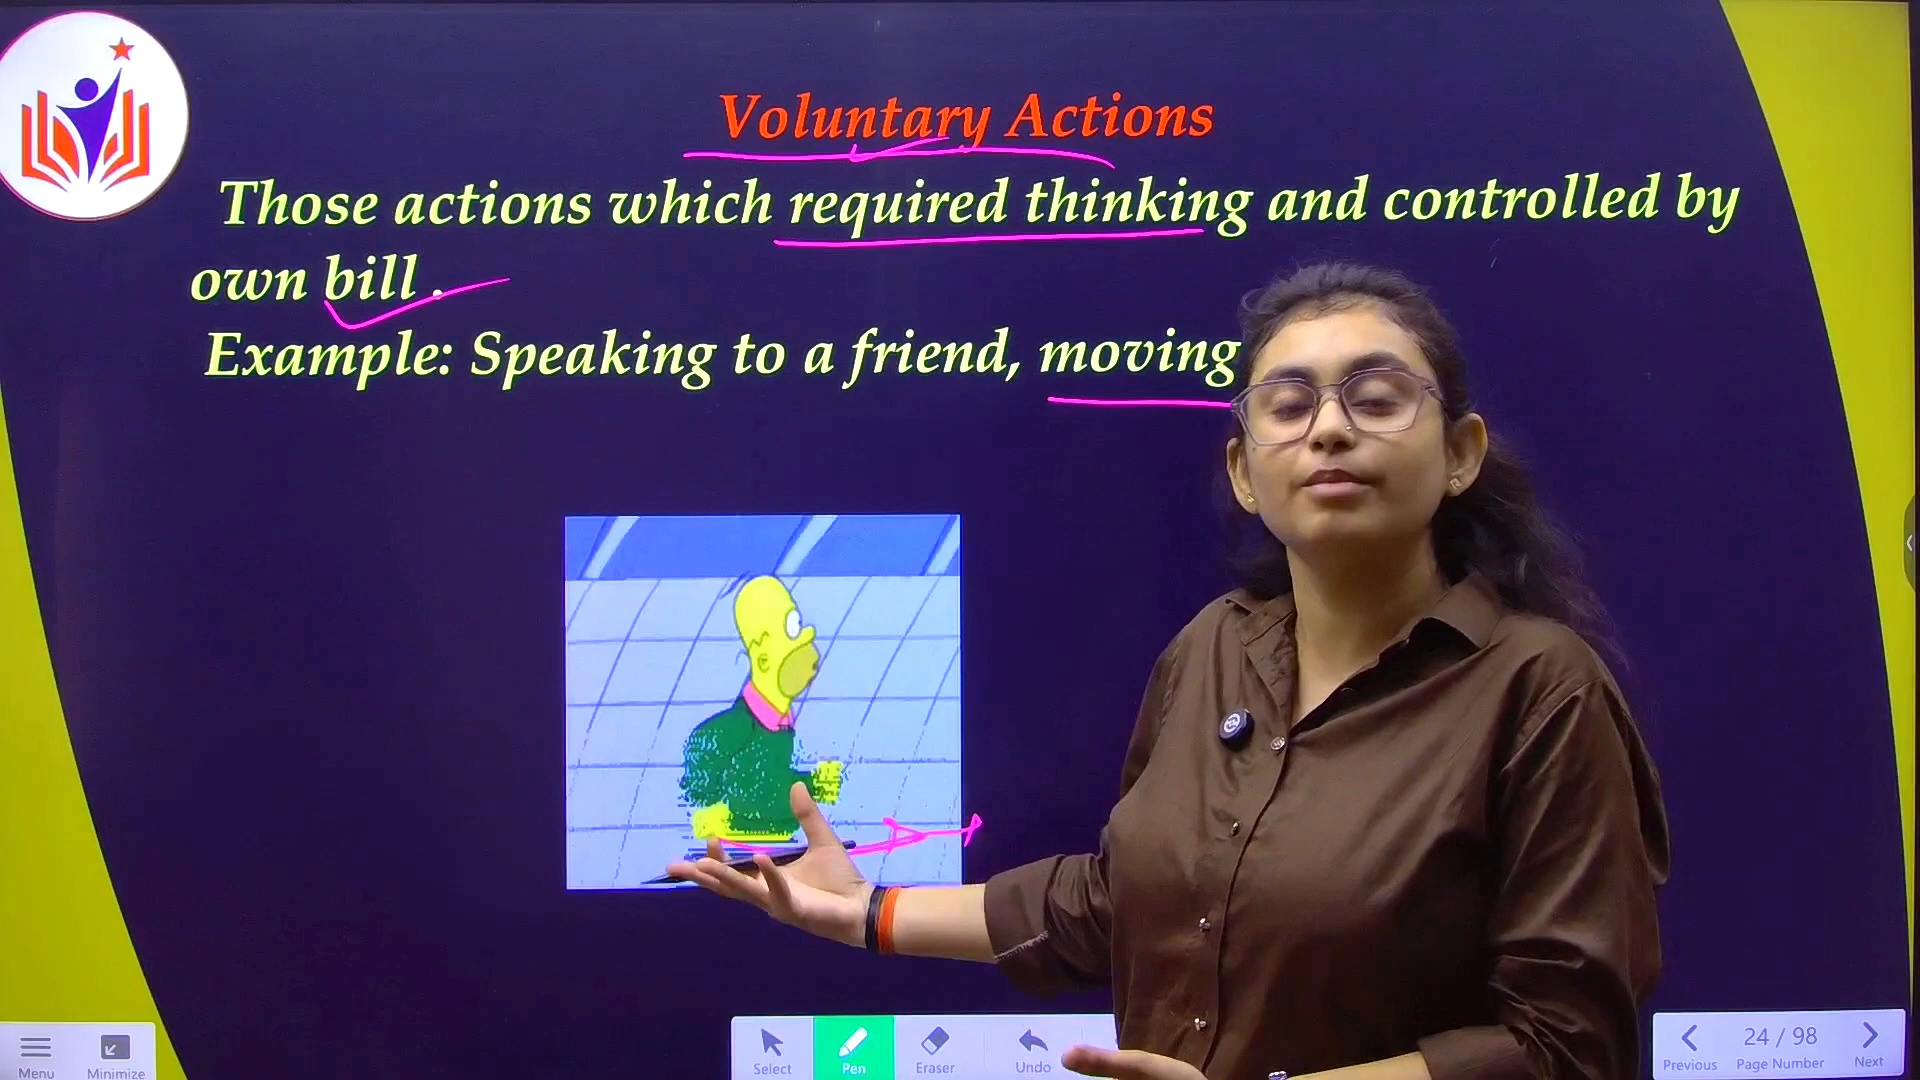 Voluntary Actions
Those actions which required thinking and controlled by
own bill .
Example: Speaking to a friend, moving
Select
Pen
Eraser
Undo
Menu
Minimize
24 / 98
Previous
Page Number
Next